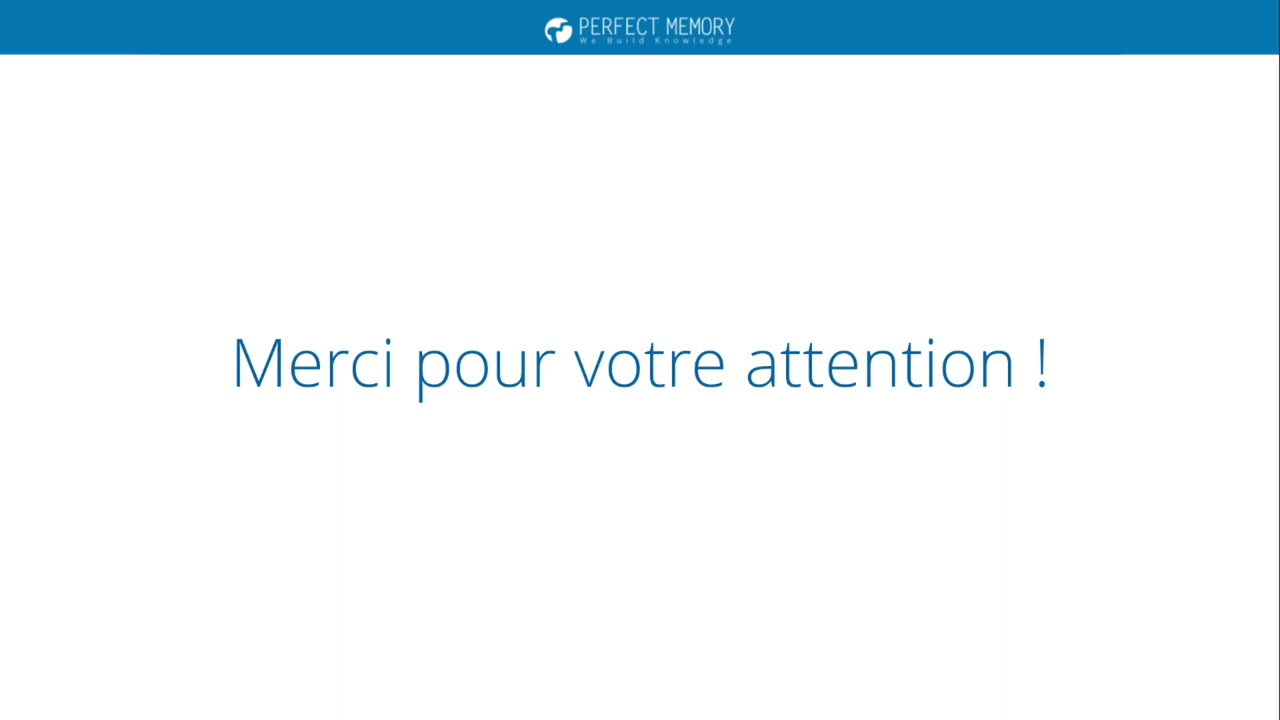 PERFECT MEMORY
We Build Knowledge
Merci pour votre attention !